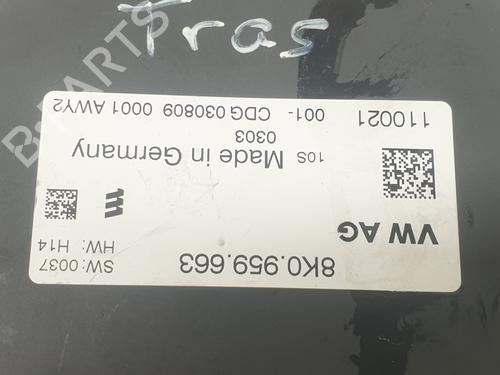 Tras
B-PARTS
8K0.959.663
SW: 0037
HW: H14
VW AG
10S Made in Germany
0303
110021 001- CDG 030809 0001 AWY2